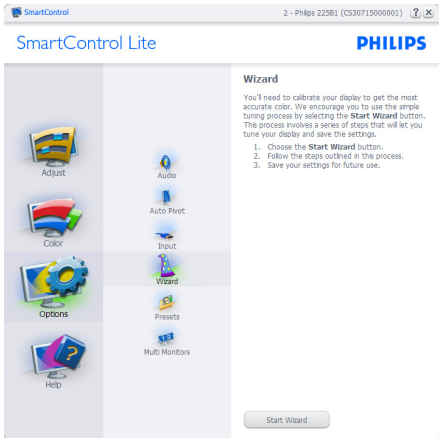 SmartControl
2 - Philips 225B1 (CS30715000001)
?
×
SmartControl Lite
PHILIPS
Adjust
Color
Options
Help
Audio
Auto Pivot
Input
Wizard
Presets
Multi Monitors
Wizard
You'll need to calibrate your display to get the most
accurate color. We encourage you to use the simple
tuning process by selecting the Start Wizard button.
This process involves a series of steps that will let you
tune your display and save the settings.
1. Choose the Start Wizard button.
2. Follow the steps outlined in this process.
3. Save your settings for future use.
Start Wizard